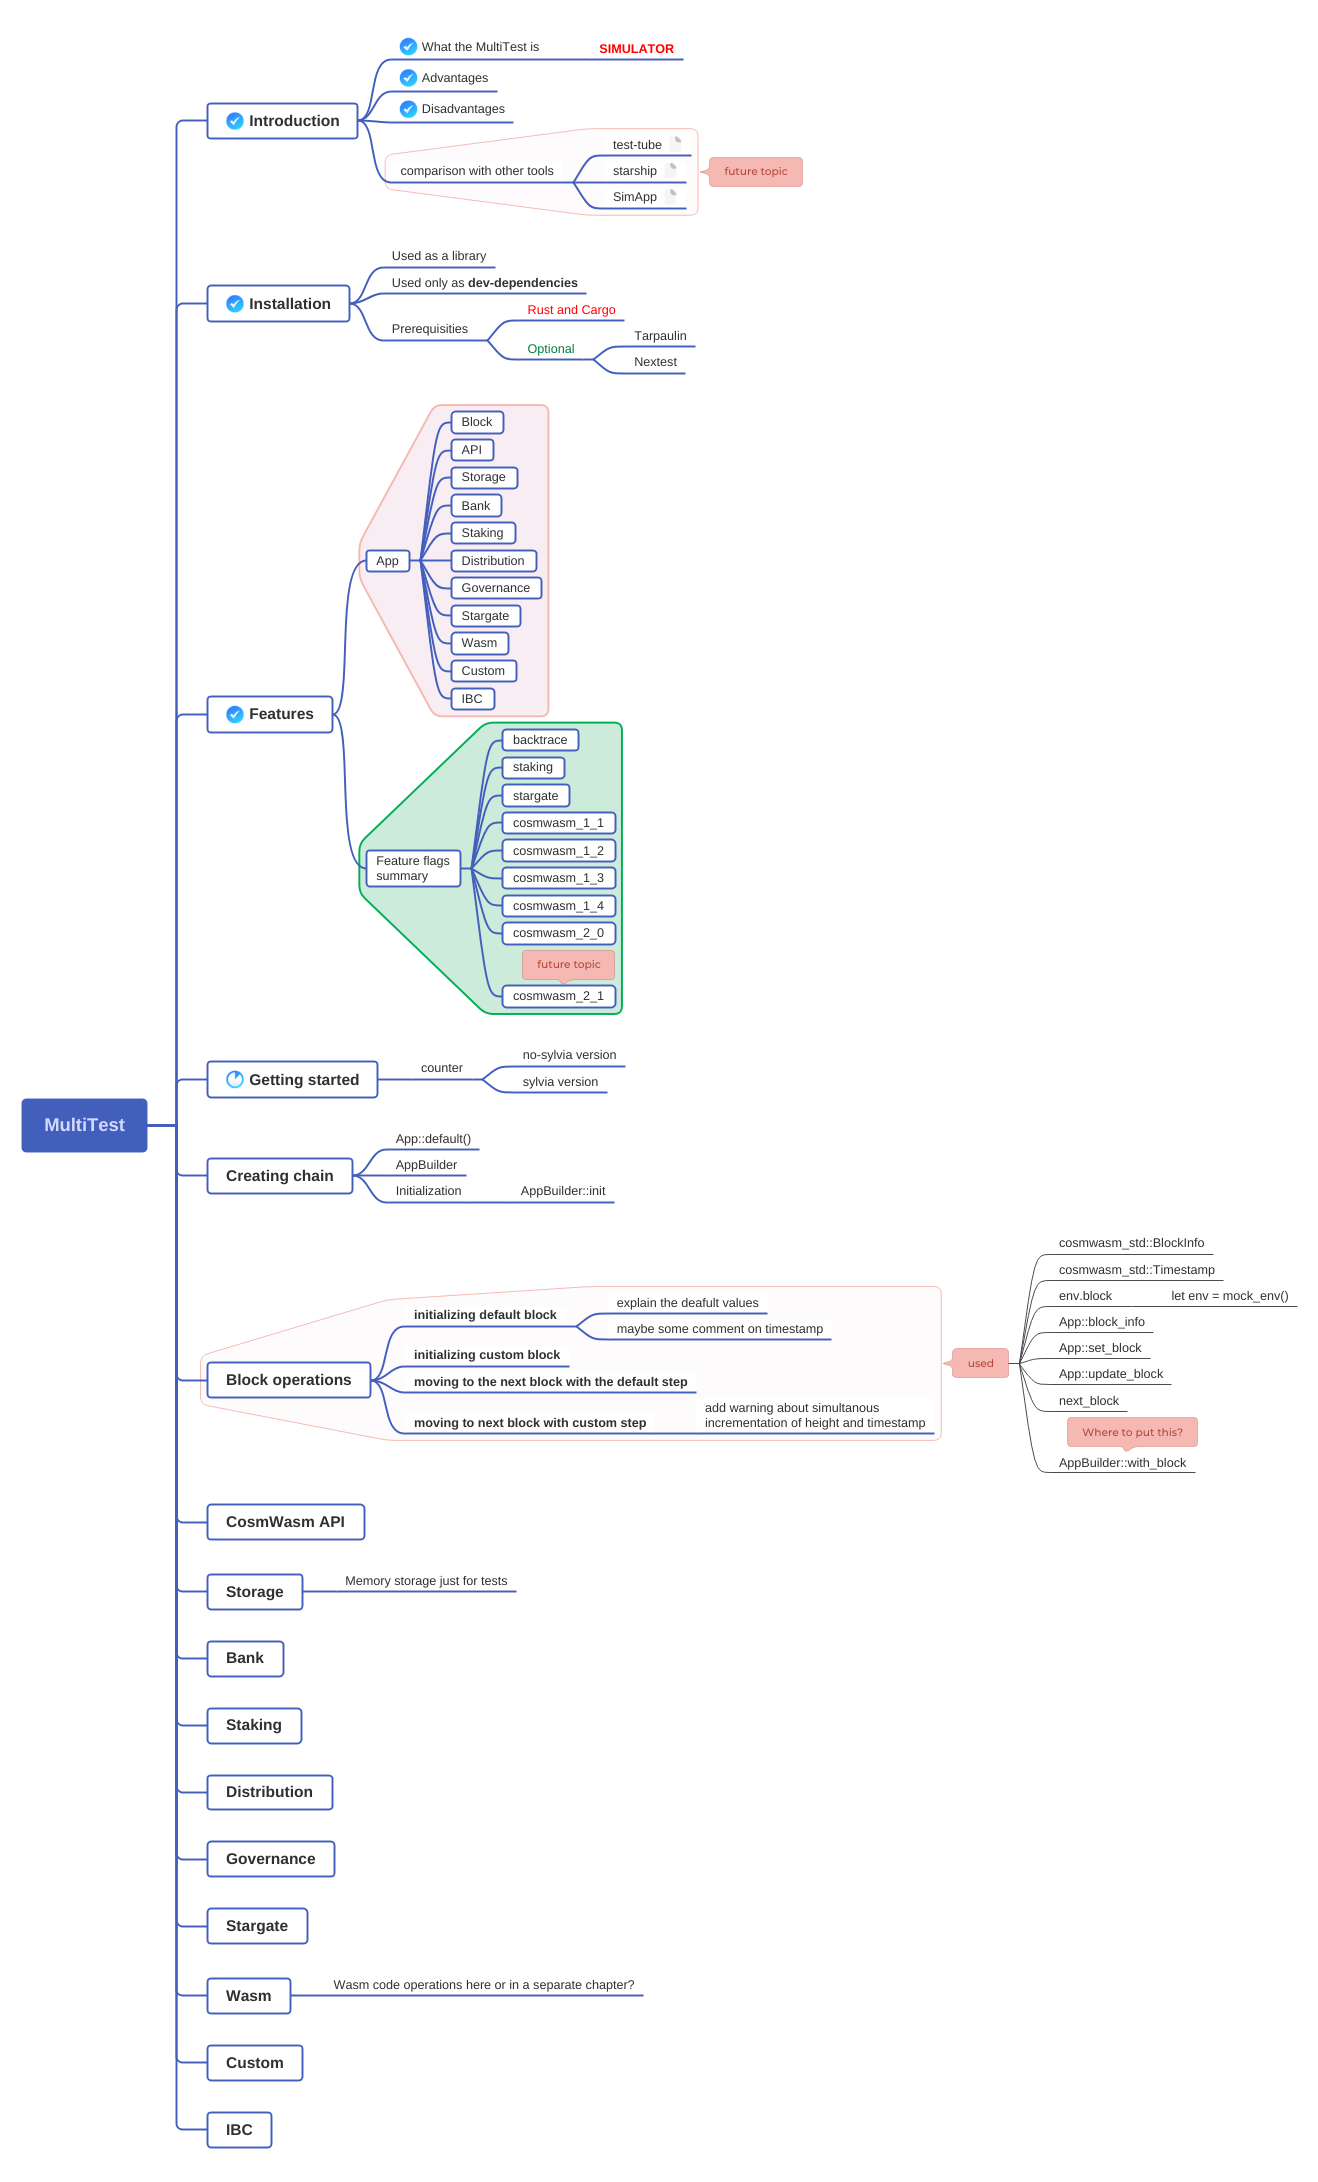 What the MultiTest is
SIMULATOR
Advantages
Disadvantages
Introduction
comparison with other tools
test-tube
starship
SimApp
future topic
Used as a library
Used only as dev-dependencies
Installation
Prerequisities
Rust and Cargo
Optional
Tarpaulin
Nextest
Block
API
Storage
Bank
Staking
App
Distribution
Governance
Stargate
Wasm
Custom
IBC
Features
backtrace
staking
stargate
cosmwasm_1_1
cosmwasm_1_2
Feature flags
summary
cosmwasm_1_3
cosmwasm_1_4
cosmwasm_2_0
future topic
cosmwasm_2_1
Getting started
counter
no-sylvia version
sylvia version
MultiTest
Creating chain
App::default()
AppBuilder
Initialization
AppBuilder::init
Block operations
initializing default block
explain the deafult values
maybe some comment on timestamp
initializing custom block
moving to the next block with the default step
moving to next block with custom step
add warning about simultanous
incrementation of height and timestamp
used
cosmwasm_std::BlockInfo
cosmwasm_std::Timestamp
env.block
let env = mock_env()
App::block_info
App::set_block
App::update_block
next_block
Where to put this?
AppBuilder::with_block
CosmWasm API
Storage
Memory storage just for tests
Bank
Staking
Distribution
Governance
Stargate
Wasm
Wasm code operations here or in a separate chapter?
Custom
IBC